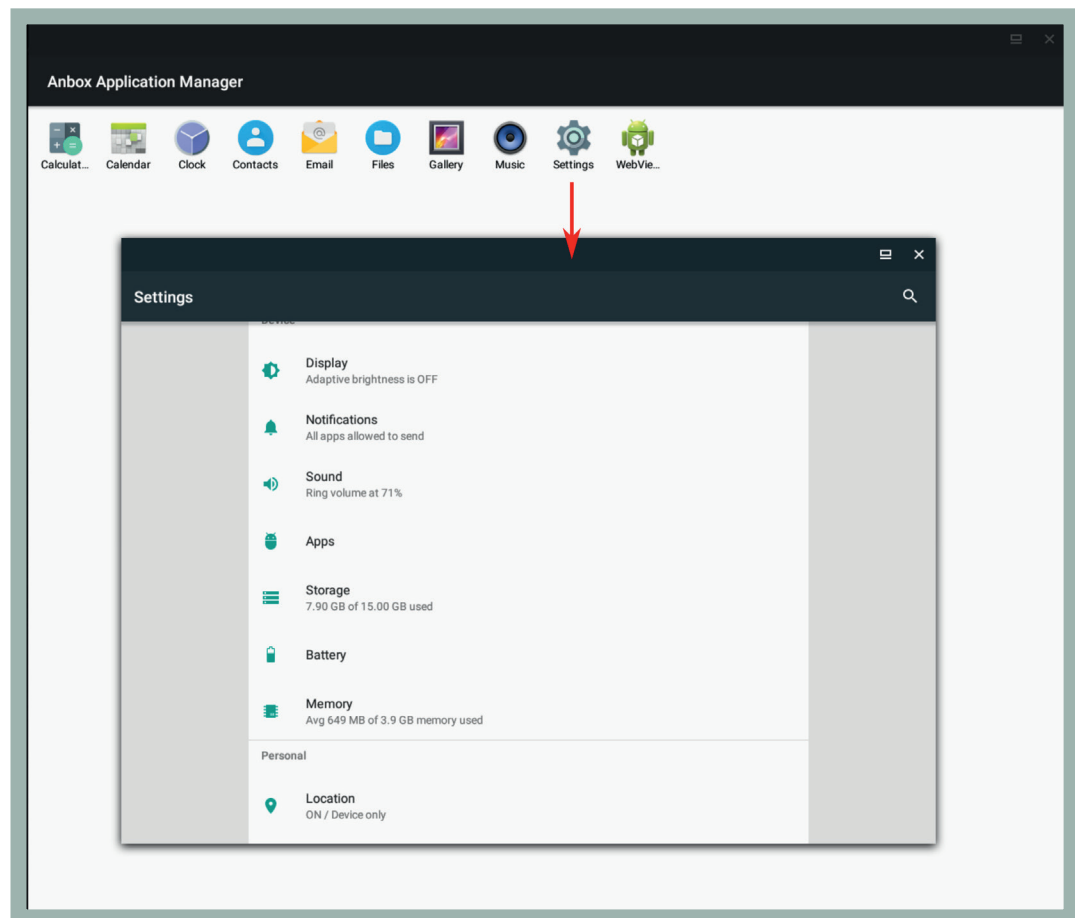 Anbox Application Manager
Calculat... Calendar Clock Contacts Email Files Gallery Music Settings WebVie...
Settings
Device
Display
Adaptive brightness is OFF
Notifications
All apps allowed to send
Sound
Ring volume at 71%
Apps
Storage
7.90 GB of 15.00 GB used
Battery
Memory
Avg 649 MB of 3.9 GB memory used
Personal
Location
ON / Device only